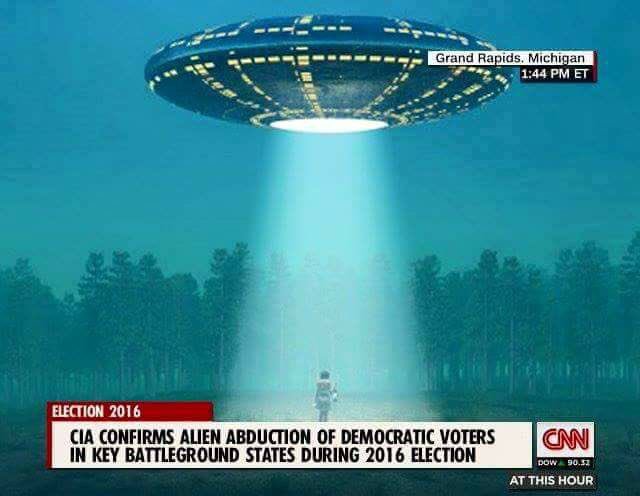 Grand Rapids. Michigan
1:44 PM ET
ELECTION 2016
CIA CONFIRMS ALIEN ABDUCTION OF DEMOCRATIC VOTERS
IN KEY BATTLEGROUND STATES DURING 2016 ELECTION
CNN
DOW ▲ 90.32
AT THIS HOUR